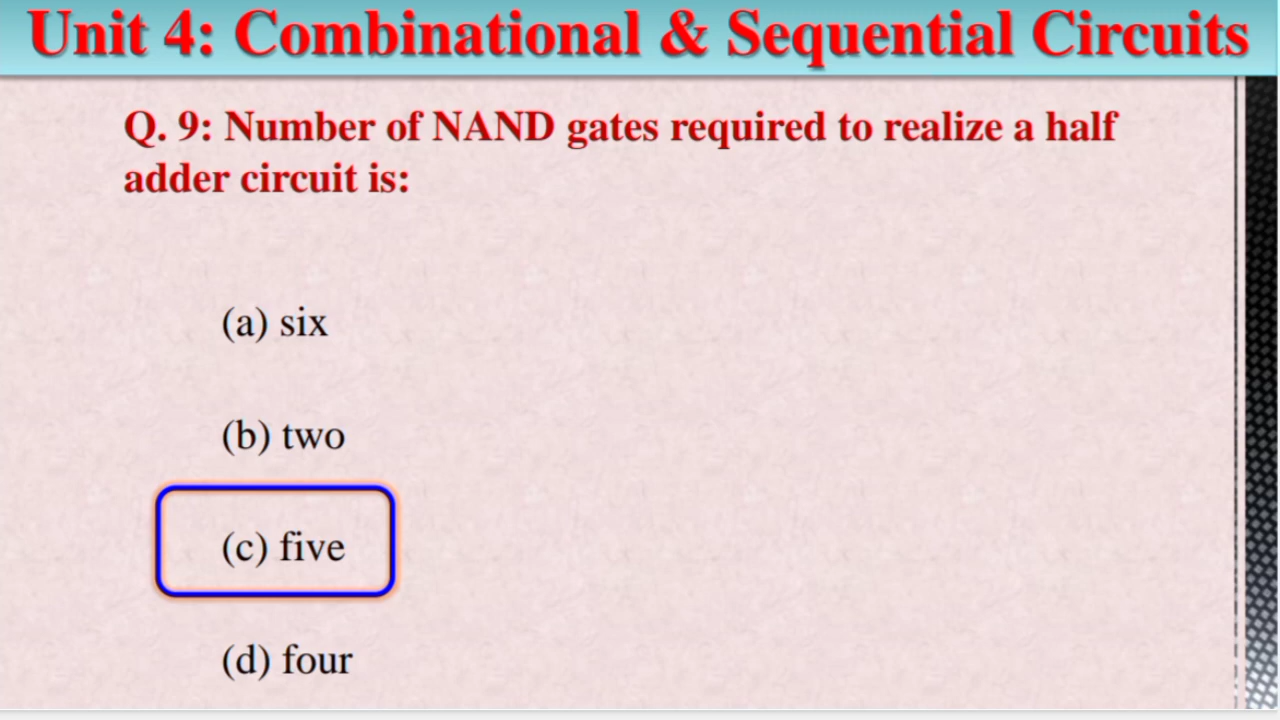 Unit 4: Combinational & Sequential Circuits
Q. 9: Number of NAND gates required to realize a half
adder circuit is:
(a) six
(b) two
(c) five
(d) four